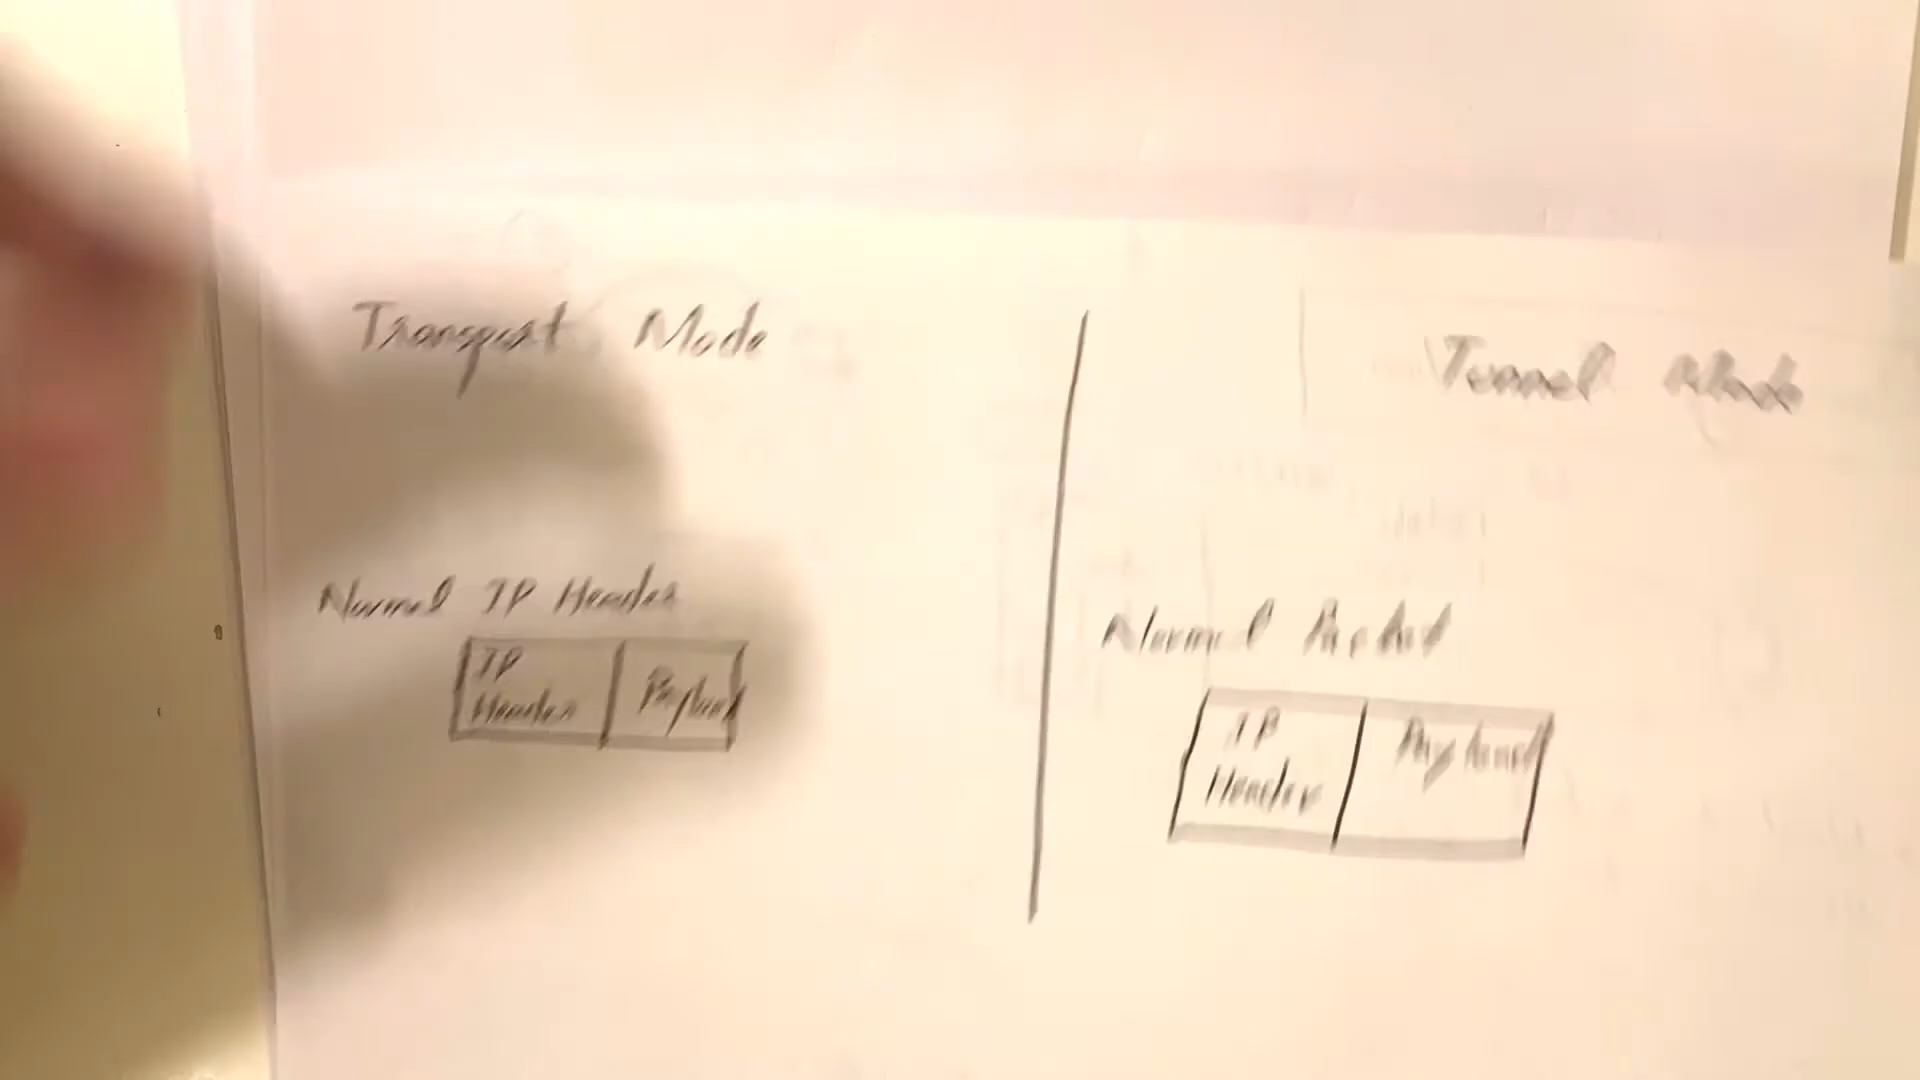 Transport Mode
Normal IP Header
IP
Header
Payload
Tunnel Mode
Normal Packet
IP
Header
Payload